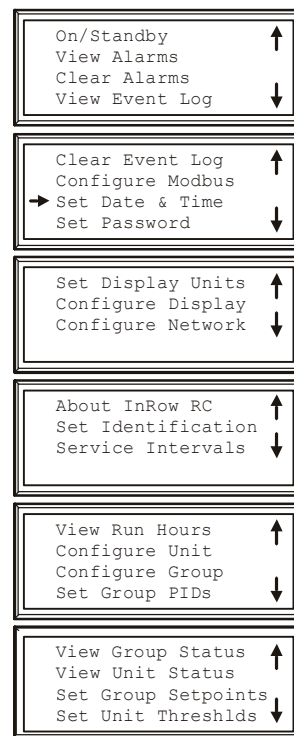 On/Standby
View Alarms
Clear Alarms
View Event Log
Clear Event Log
Configure Modbus
Set Date & Time
Set Password
Set Display Units
Configure Display
Configure Network
About InRow RC
Set Identification
Service Intervals
View Run Hours
Configure Unit
Configure Group
Set Group PIDs
View Group Status
View Unit Status
Set Group Setpoints
Set Unit Threshlds